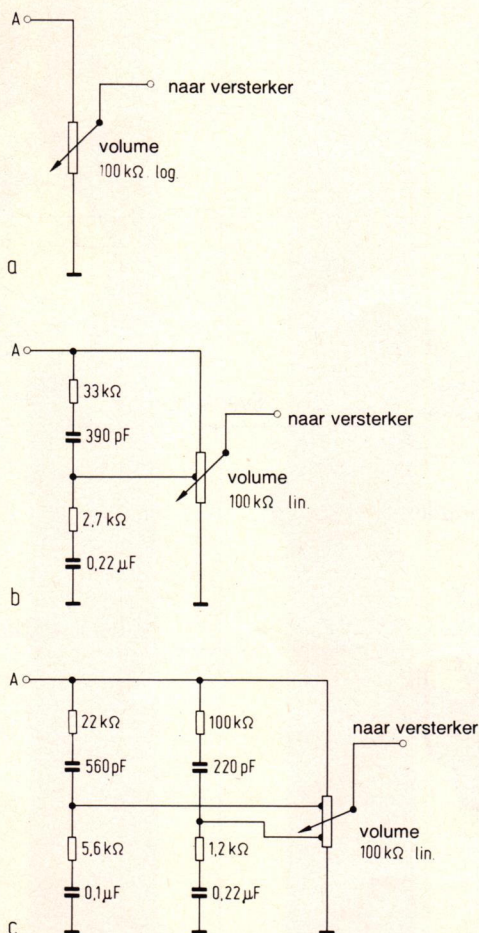 A
naar versterker
volume
100 kΩ log.
a
A
33 kΩ
390 pF
naar versterker
volume
100 kΩ lin.
2,7 kΩ
0,22 µF
b
A
22 kΩ
100 kΩ
naar versterker
560 pF
220 pF
volume
100 kΩ lin.
5,6 kΩ
1,2 kΩ
0,1 µF
0,22 µF
c